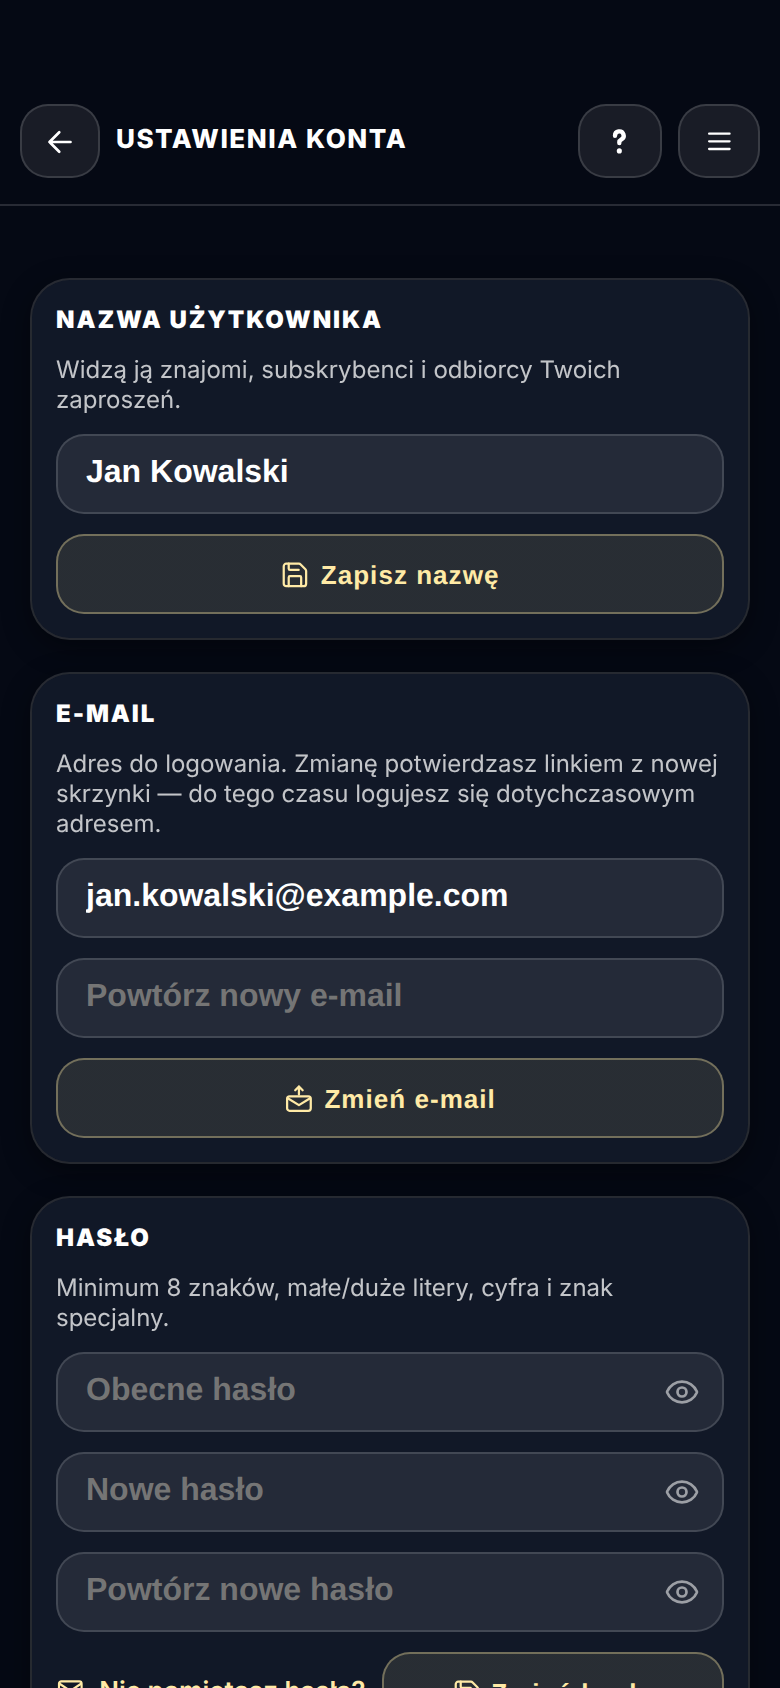 USTAWIENIA KONTA
?
NAZWA UŻYTKOWNIKA
Widzą ją znajomi, subskrybenci i odbiorcy Twoich
zaproszeń.
Jan Kowalski
Zapisz nazwę
E-MAIL
Adres do logowania. Zmianę potwierdzasz linkiem z nowej
skrzynki — do tego czasu logujesz się dotychczasowym
adresem.
jan.kowalski@example.com
Powtórz nowy e-mail
Zmień e-mail
HASŁO
Minimum 8 znaków, małe/duże litery, cyfra i znak
specjalny.
Obecne hasło
Nowe hasło
Powtórz nowe hasło
Nie pamiętasz hasła?